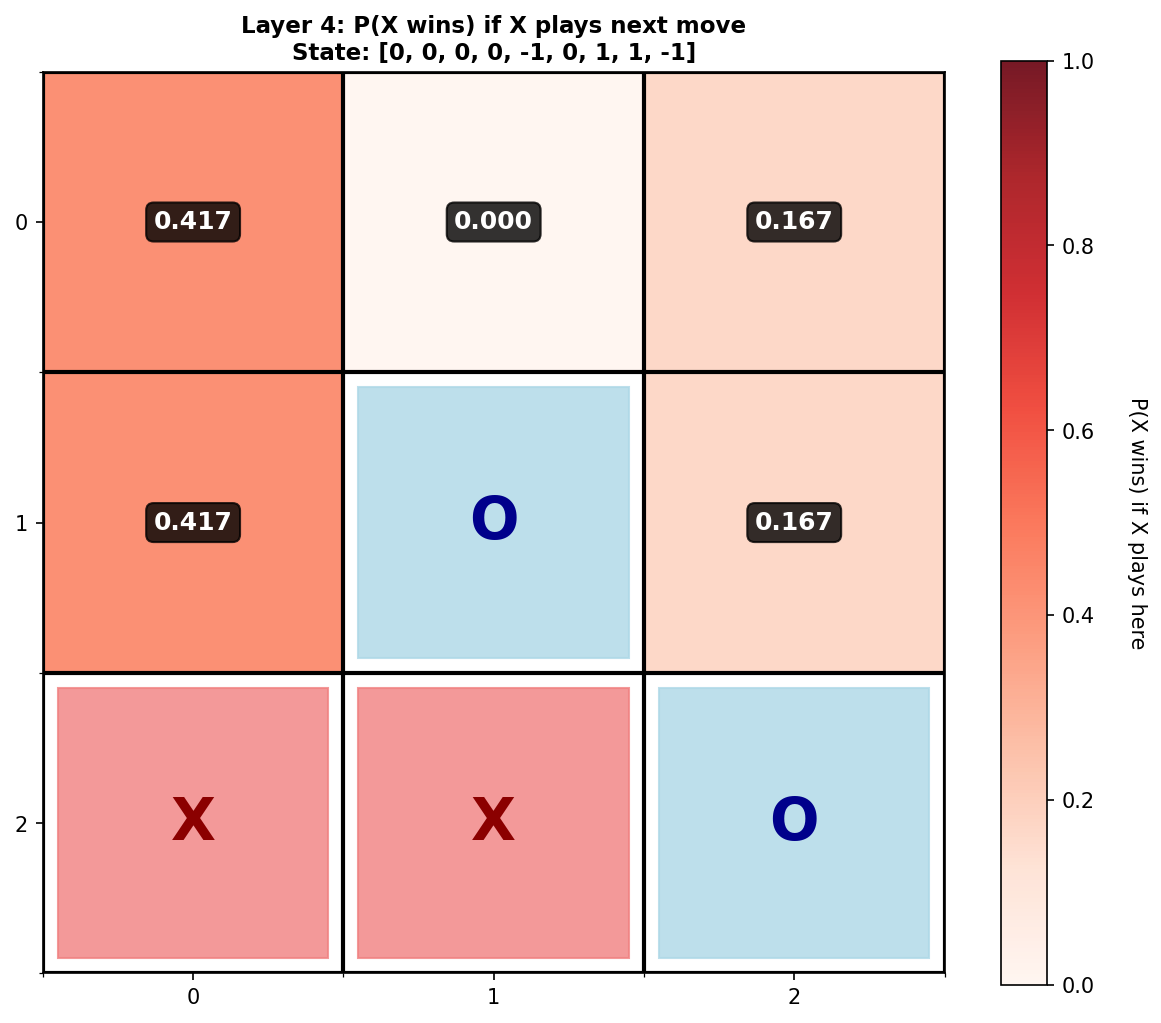 Layer 4: P(X wins) if X plays next move
State: [0, 0, 0, 0, -1, 0, 1, 1, -1]
0.417 0.000 0.167
0.417 O 0.167
X X O
0
1
2
0 1 2
1.0
0.8
0.6
0.4
0.2
0.0
P(X wins) if X plays here